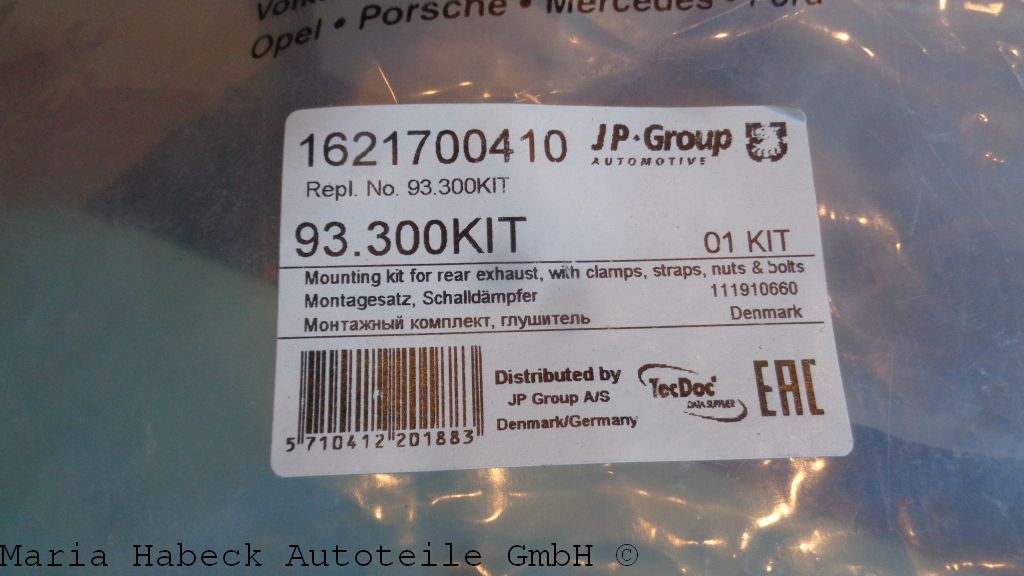 Opel • Porsche • Mercedes • Ford
1621700410
JP Group
AUTOMOTIVE
Repl. No. 93.300KIT
93.300KIT
01 KIT
Mounting kit for rear exhaust, with clamps, straps, nuts & bolts
Montagesatz, Schalldämpfer
111910660
Монтажный комплект, глушитель
Denmark
5 710412 201883
Distributed by
JP Group A/S
Denmark/Germany
TecDoc
DATA SUPPLIER
EAC
Maria Habeck Autoteile GmbH ©